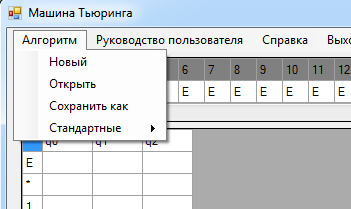 Машина Тьюринга
Алгоритм Руководство пользователя Справка
Новый
Открыть
Сохранить как
Стандартные
6 7 8 9 10 11 12
E E E E E E
q0 q1 q2
E
*
1